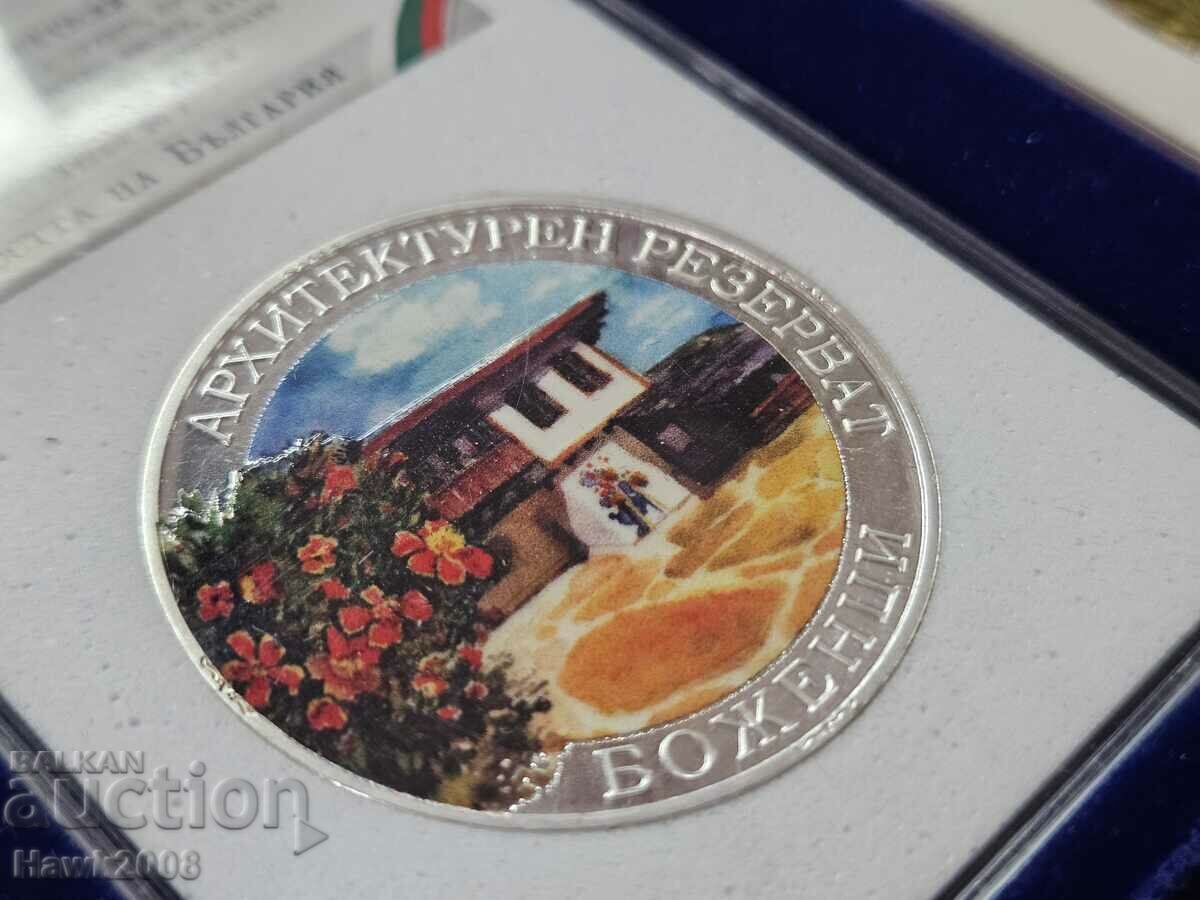 НА БЪЛГАРИЯ
АРХИТЕКТУРЕН РЕЗЕРВАТ
БОЖЕНЦИ
BALKAN
auction
Hawk2008